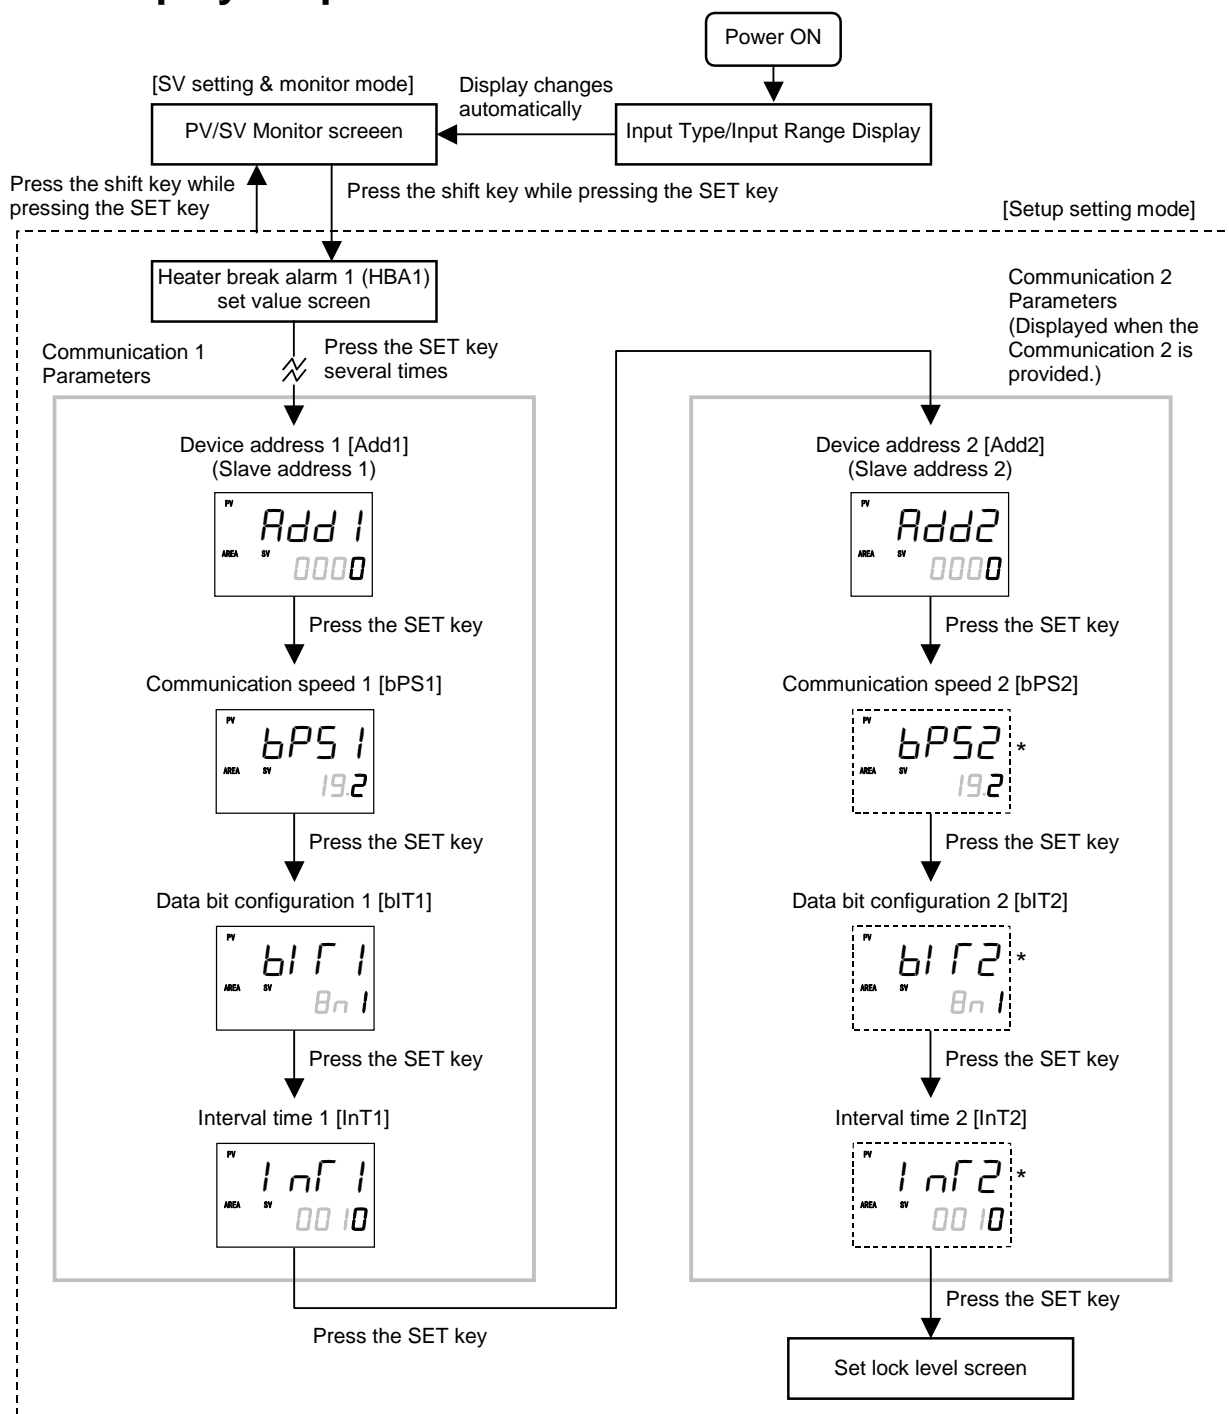 Power ON
[SV setting & monitor mode]
Display changes
automatically
PV/SV Monitor screeen
Input Type/Input Range Display
Press the shift key while
pressing the SET key
Press the shift key while pressing the SET key
[Setup setting mode]
Heater break alarm 1 (HBA1)
set value screen
Communication 2
Parameters
(Displayed when the
Communication 2 is
provided.)
Communication 1
Parameters
Press the SET key
several times
Device address 1 [Add1]
(Slave address 1)
PV
Add1
AREA SV
0000
Press the SET key
Communication speed 1 [bPS1]
PV
bPS1
AREA SV
19.2
Press the SET key
Data bit configuration 1 [bIT1]
PV
bIT1
AREA SV
8n1
Press the SET key
Interval time 1 [InT1]
PV
InT1
AREA SV
0010
Press the SET key
Device address 2 [Add2]
(Slave address 2)
PV
Add2
AREA SV
0000
Press the SET key
Communication speed 2 [bPS2]
PV
bPS2 *
AREA SV
19.2
Press the SET key
Data bit configuration 2 [bIT2]
PV
bIT2 *
AREA SV
8n1
Press the SET key
Interval time 2 [InT2]
PV
InT2 *
AREA SV
0010
Press the SET key
Set lock level screen